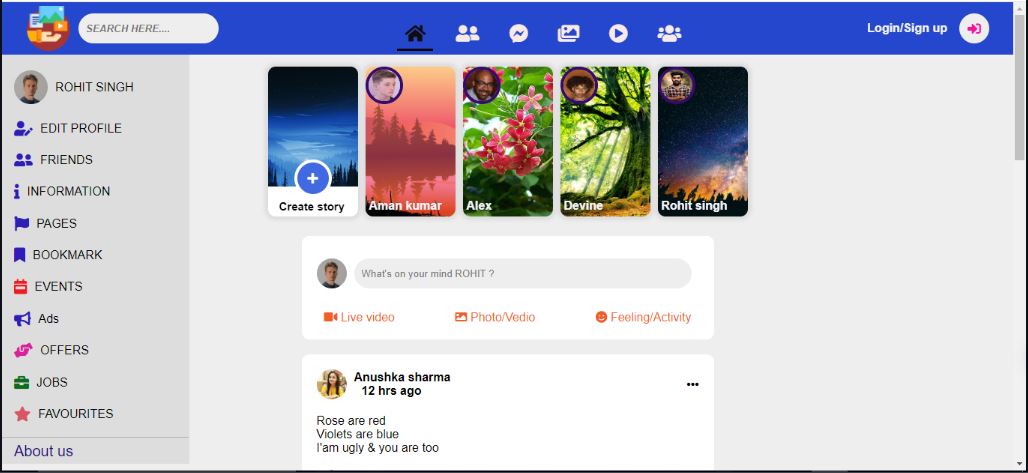 SEARCH HERE....
Login/Sign up
ROHIT SINGH
EDIT PROFILE
FRIENDS
INFORMATION
PAGES
BOOKMARK
EVENTS
Ads
OFFERS
JOBS
FAVOURITES
About us
Create story
Aman kumar
Alex
Devine
Rohit singh
What's on your mind ROHIT ?
Live video
Photo/Vedio
Feeling/Activity
Anushka sharma
12 hrs ago
Rose are red
Violets are blue
I'am ugly & you are too